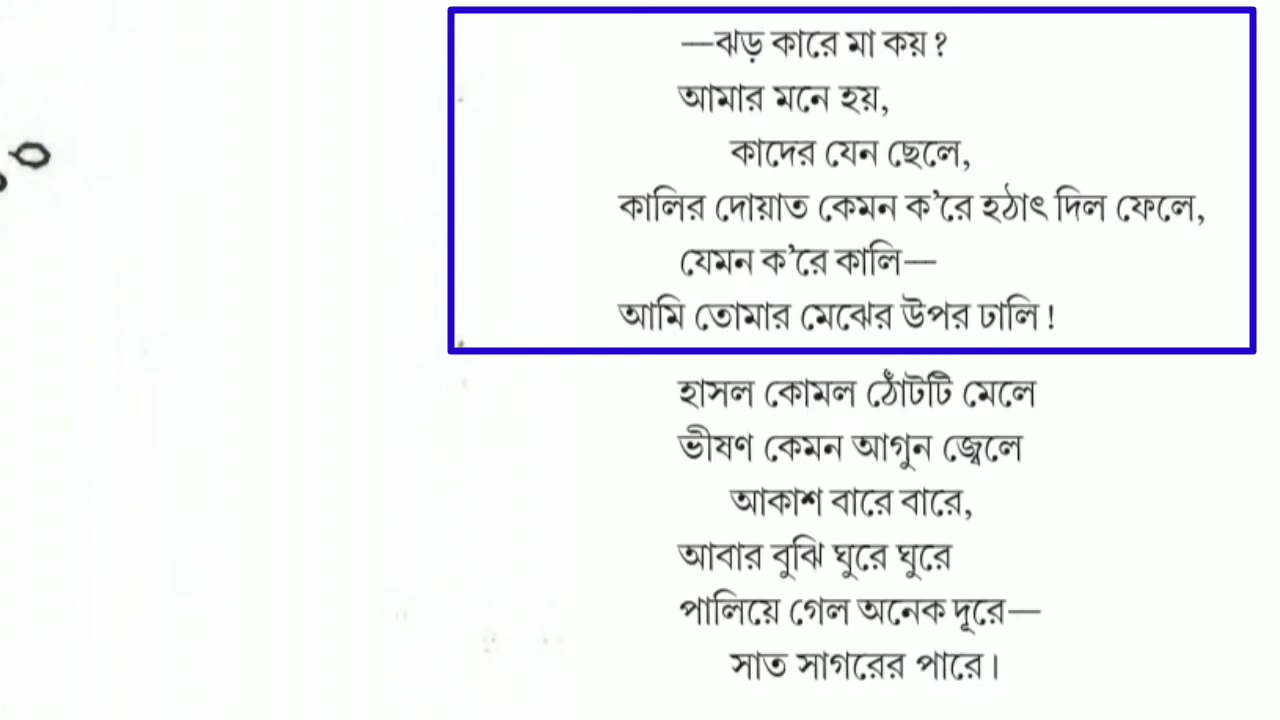 —ঝড় কারে মা কয়?
আমার মনে হয়,
কাদের যেন ছেলে,
কালির দোয়াত কেমন ক'রে হঠাৎ দিল ফেলে,
যেমন ক'রে কালি—
আমি তোমার মেঝের উপর ঢালি!
হাসল কোমল ঠোঁটটি মেলে
ভীষণ কেমন আগুন জ্বেলে
আকাশ বারে বারে,
আবার বুঝি ঘুরে ঘুরে
পালিয়ে গেল অনেক দূরে—
সাত সাগরের পারে।